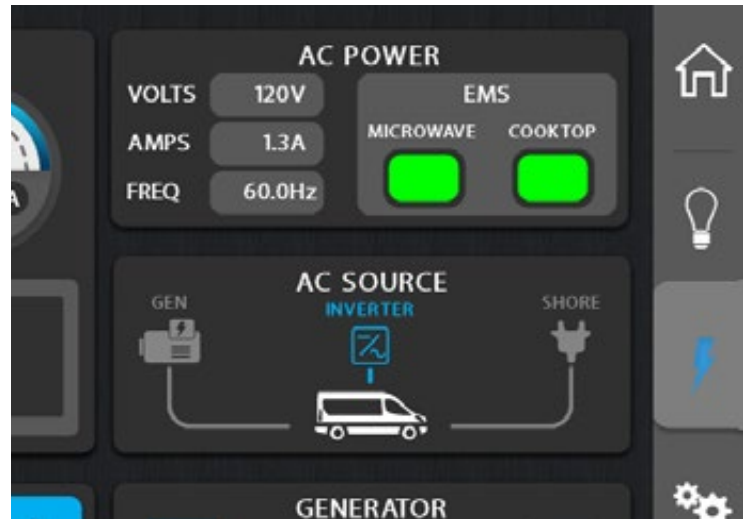 AC POWER
VOLTS 120V
AMPS 1.3A
FREQ 60.0Hz
EMS
MICROWAVE COOKTOP
A
AC SOURCE
GEN
INVERTER
SHORE
GENERATOR